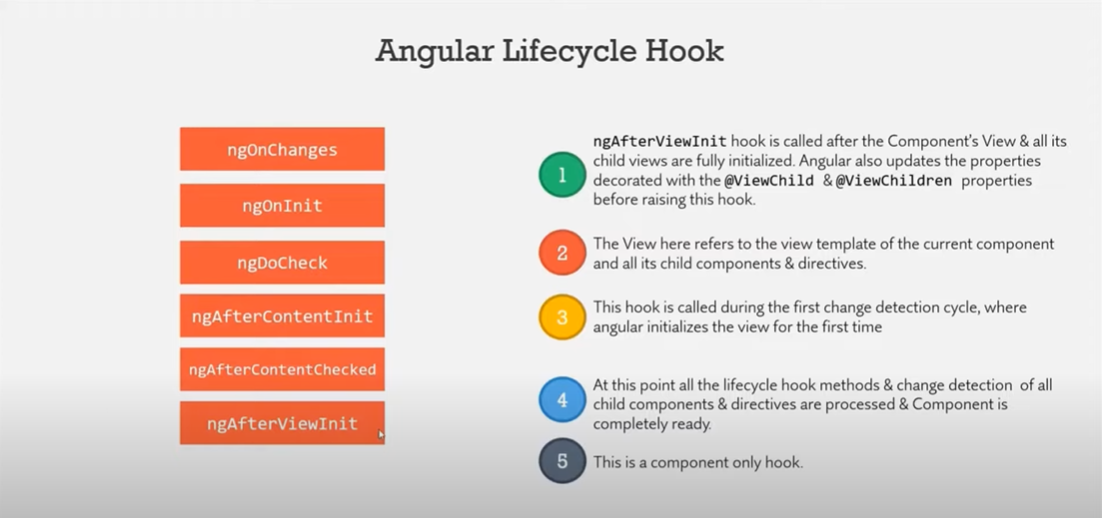 Angular Lifecycle Hook
ngOnChanges
ngOnInit
ngDoCheck
ngAfterContentInit
ngAfterContentChecked
ngAfterViewInit
1
ngAfterViewInit hook is called after the Component's View & all its
child views are fully initialized. Angular also updates the properties
decorated with the @ViewChild & @ViewChildren properties
before raising this hook.
2
The View here refers to the view template of the current component
and all its child components & directives.
3
This hook is called during the first change detection cycle, where
angular initializes the view for the first time
4
At this point all the lifecycle hook methods & change detection of all
child components & directives are processed & Component is
completely ready.
5
This is a component only hook.